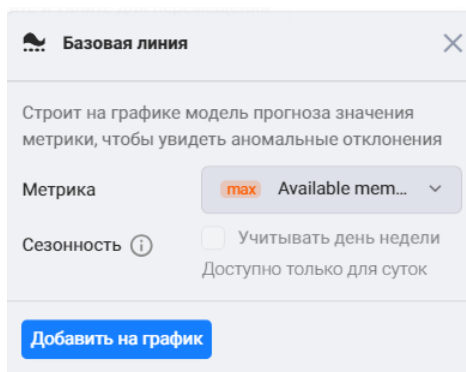 Базовая линия
Строит на графике модель прогноза значения
метрики, чтобы увидеть аномальные отклонения
Метрика
max Available mem...
Сезонность
Учитывать день недели
Доступно только для суток
Добавить на график